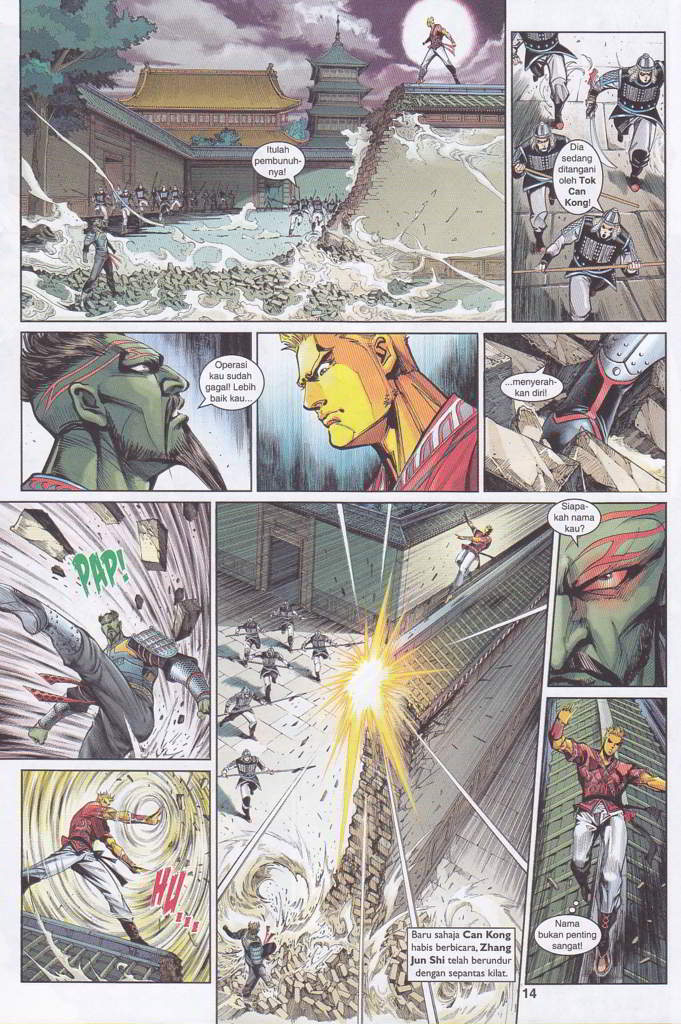 Itulah
pembunuh-
nya!
Dia
sedang
ditangani
oleh Tok
Can
Kong!
Operasi
kau sudah
gagal! Lebih
baik kau...
...menyerah-
kan diri!
PAP!
HU...
Baru sahaja Can Kong
habis berbicara, Zhang
Jun Shi telah berundur
dengan sepantas kilat.
Siapa-
kah nama
kau?
Nama
bukan penting
sangat!
14